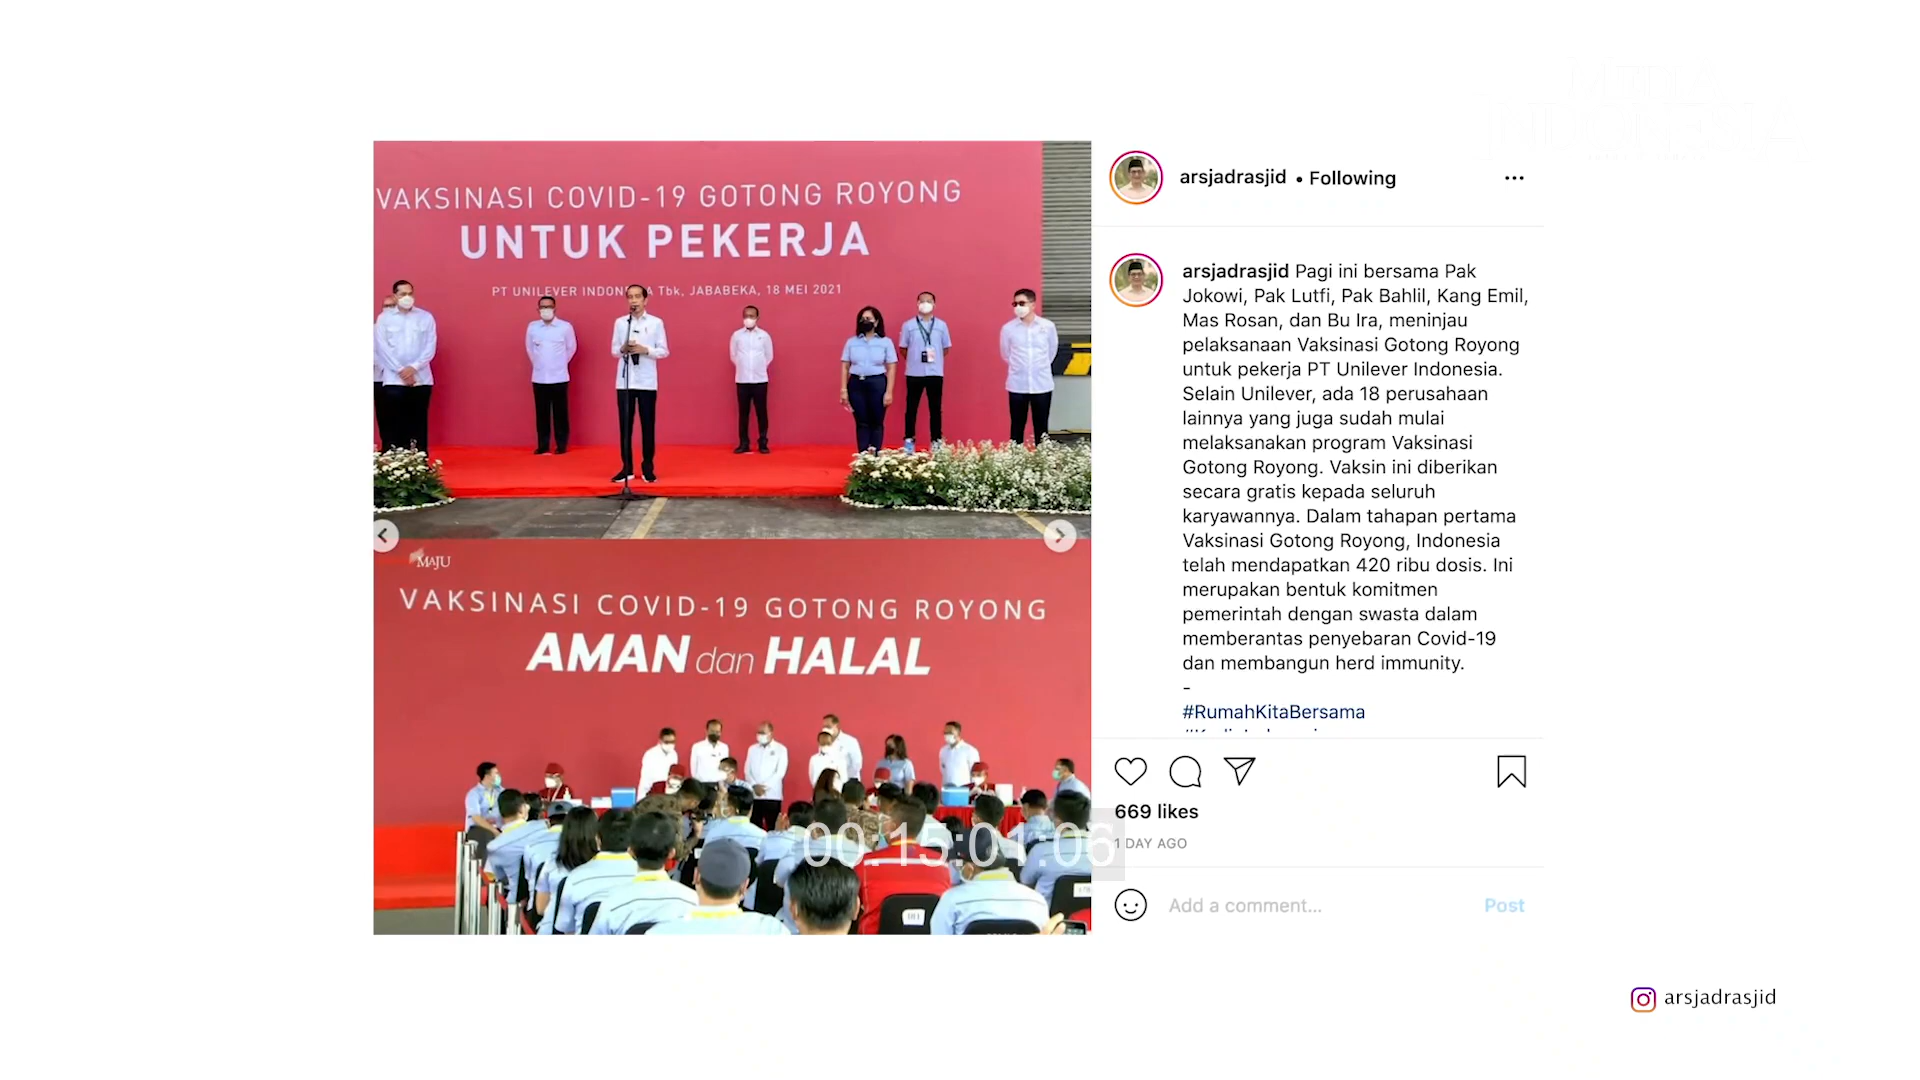 VAKSINASI COVID-19 GOTONG ROYONG
UNTUK PEKERJA
PT UNILEVER INDONESIA Tbk, JABABEKA, 18 MEI 2021
MAJU
VAKSINASI COVID-19 GOTONG ROYONG
AMAN dan HALAL
00:15:01:06
arsjadrasjid • Following
arsjadrasjid Pagi ini bersama Pak
Jokowi, Pak Lutfi, Pak Bahlil, Kang Emil,
Mas Rosan, dan Bu Ira, meninjau
pelaksanaan Vaksinasi Gotong Royong
untuk pekerja PT Unilever Indonesia.
Selain Unilever, ada 18 perusahaan
lainnya yang juga sudah mulai
melaksanakan program Vaksinasi
Gotong Royong. Vaksin ini diberikan
secara gratis kepada seluruh
karyawannya. Dalam tahapan pertama
Vaksinasi Gotong Royong, Indonesia
telah mendapatkan 420 ribu dosis. Ini
merupakan bentuk komitmen
pemerintah dengan swasta dalam
memberantas penyebaran Covid-19
dan membangun herd immunity.
-
#RumahKitaBersama
669 likes
1 DAY AGO
Add a comment...
Post
arsjadrasjid